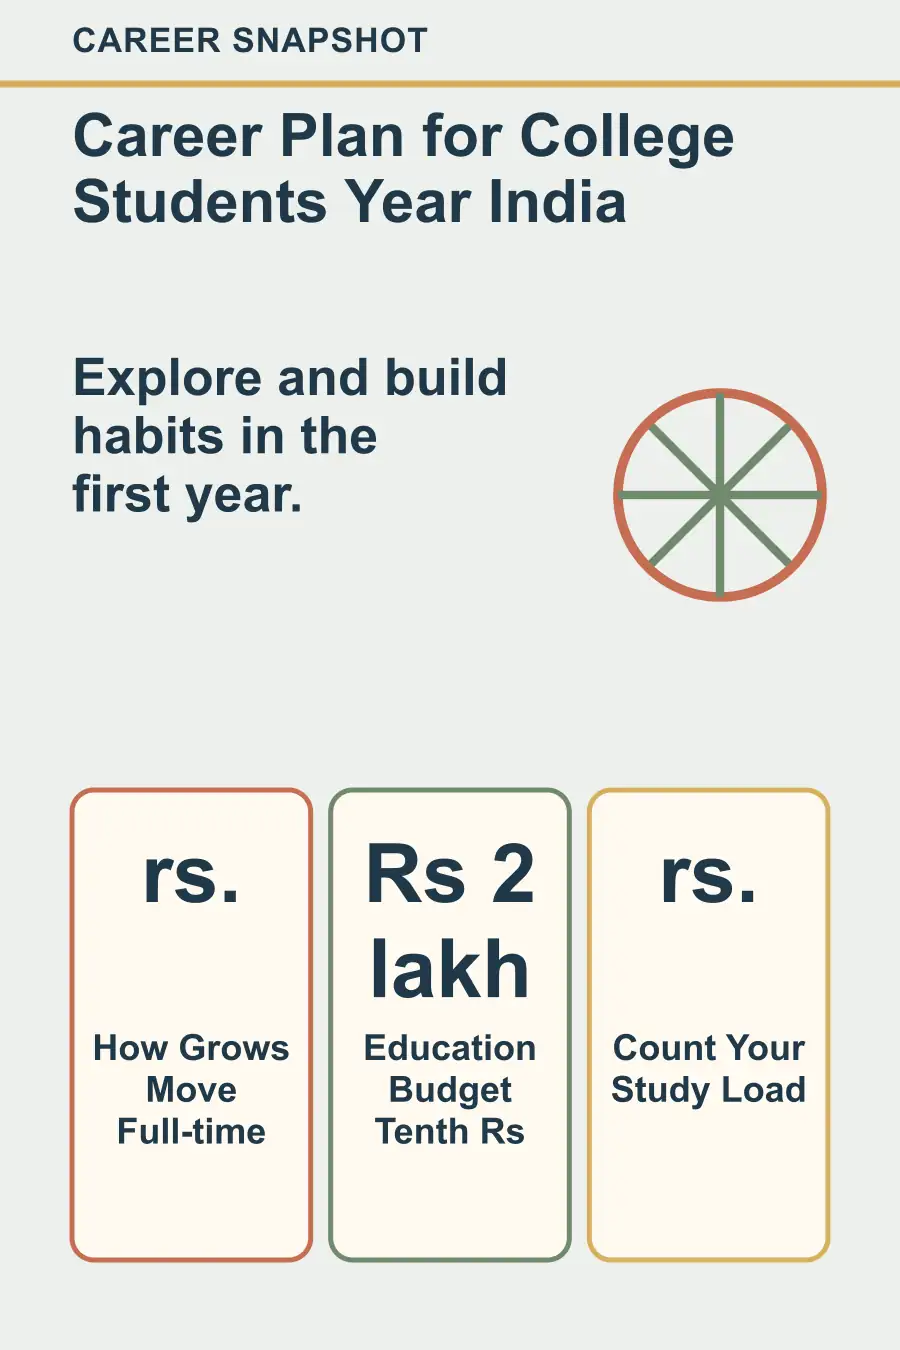 CAREER SNAPSHOT
Career Plan for College
Students Year India
Explore and build
habits in the
first year.
rs.
How Grows
Move
Full-time
Rs 2
lakh
Education
Budget
Tenth Rs
rs.
Count Your
Study Load